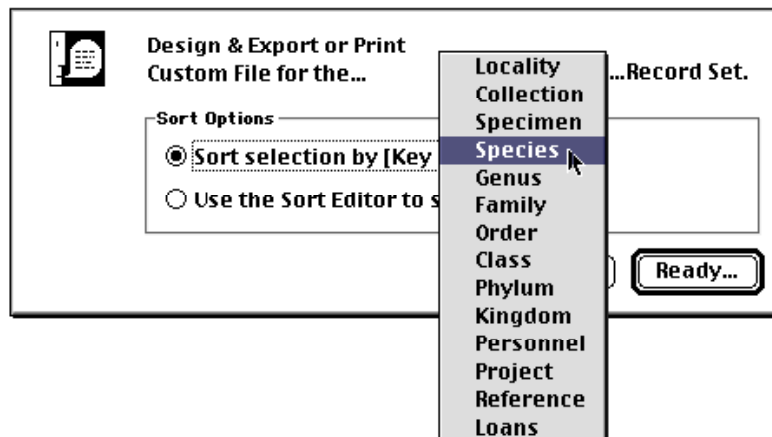 Design & Export or Print
Custom File for the...
...Record Set.
Sort Options
Sort selection by [Key
Use the Sort Editor to s
Ready...
Locality
Collection
Specimen
Species
Genus
Family
Order
Class
Phylum
Kingdom
Personnel
Project
Reference
Loans